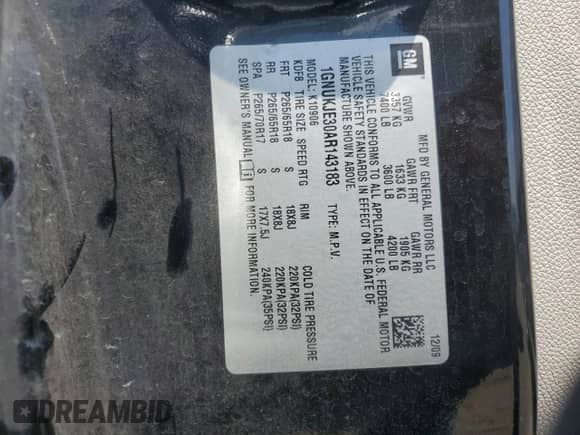 GM
MFD BY GENERAL MOTORS LLC
12/09
GVWR GAWR FRT GAWR RR
3357 KG 1633 KG 1905 KG
7400 LB 3600 LB 4200 LB
THIS VEHICLE CONFORMS TO ALL APPLICABLE U.S. FEDERAL MOTOR
VEHICLE SAFETY STANDARDS IN EFFECT ON THE DATE OF
MANUFACTURE SHOWN ABOVE.
1GNUKJE30AR143183 TYPE: M.P.V.
MODEL: K10906
KDFB TIRE SIZE SPEED RTG RIM COLD TIRE PRESSURE
FRT P265/65R18 S 18X8J 220KPA(32PSI)
RR P265/65R18 S 18X8J 220KPA(32PSI)
SPA P265/70R17 S 17X7.5J 240KPA(35PSI)
SEE OWNER'S MANUAL FOR MORE INFORMATION.
DREAMBID